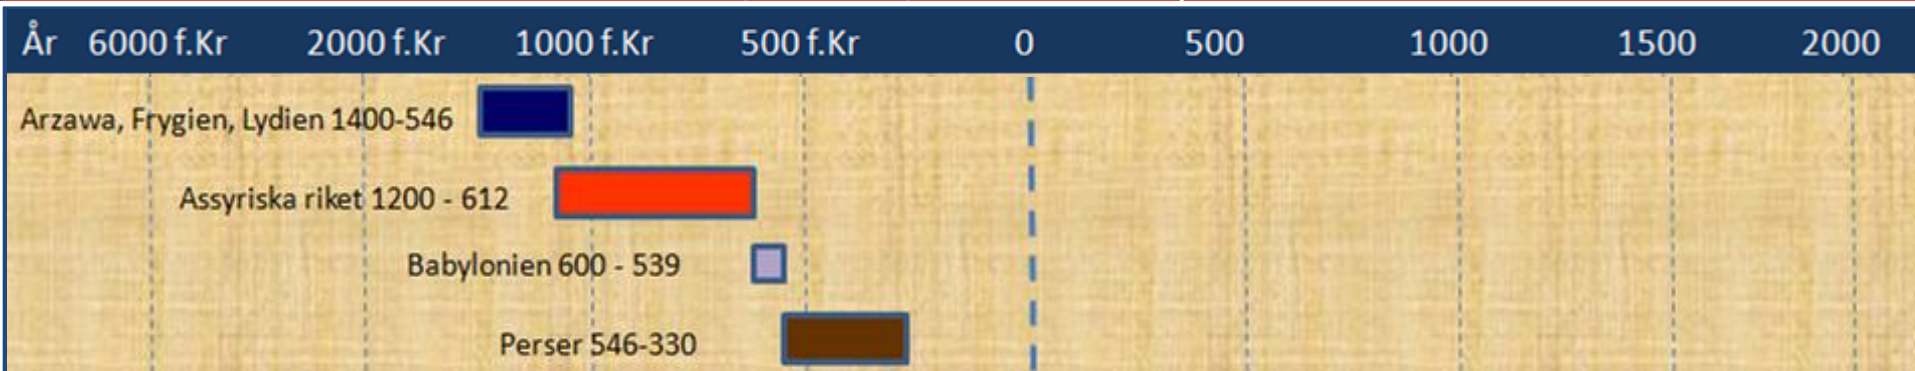 År 6000 f.Kr 2000 f.Kr 1000 f.Kr 500 f.Kr 0 500 1000 1500 2000
Arzawa, Frygien, Lydien 1400-546
Assyriska riket 1200 - 612
Babylonien 600 - 539
Perser 546-330